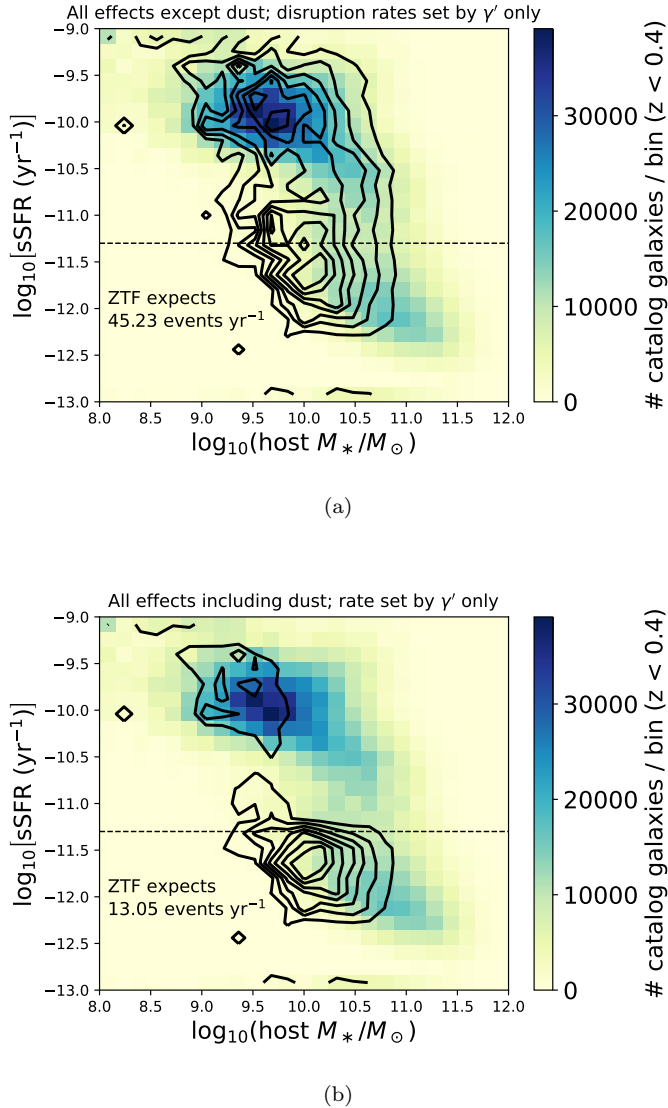 All effects except dust; disruption rates set by γ′ only
−9.0
−9.5
−10.0
−10.5
−11.0
−11.5
−12.0
−12.5
−13.0
log₁₀[sSFR (yr⁻¹)]
ZTF expects
45.23 events yr⁻¹
8.0 8.5 9.0 9.5 10.0 10.5 11.0 11.5 12.0
log₁₀(host M∗/M⊙)
30000
20000
10000
0
# catalog galaxies / bin (z < 0.4)
(a)
All effects including dust; rate set by γ′ only
−9.0
−9.5
−10.0
−10.5
−11.0
−11.5
−12.0
−12.5
−13.0
log₁₀[sSFR (yr⁻¹)]
ZTF expects
13.05 events yr⁻¹
8.0 8.5 9.0 9.5 10.0 10.5 11.0 11.5 12.0
log₁₀(host M∗/M⊙)
30000
20000
10000
0
# catalog galaxies / bin (z < 0.4)
(b)